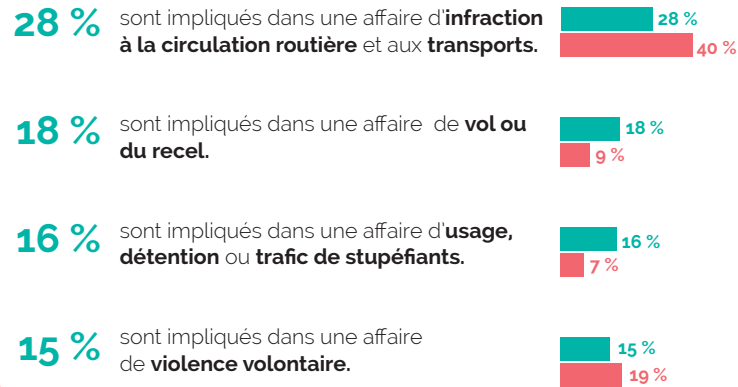 28 %
sont impliqués dans une affaire d'infraction
à la circulation routière et aux transports.
28 %
40 %
18 %
sont impliqués dans une affaire de vol ou
du recel.
18 %
9 %
16 %
sont impliqués dans une affaire d'usage,
détention ou trafic de stupéfiants.
16 %
7 %
15 %
sont impliqués dans une affaire
de violence volontaire.
15 %
19 %